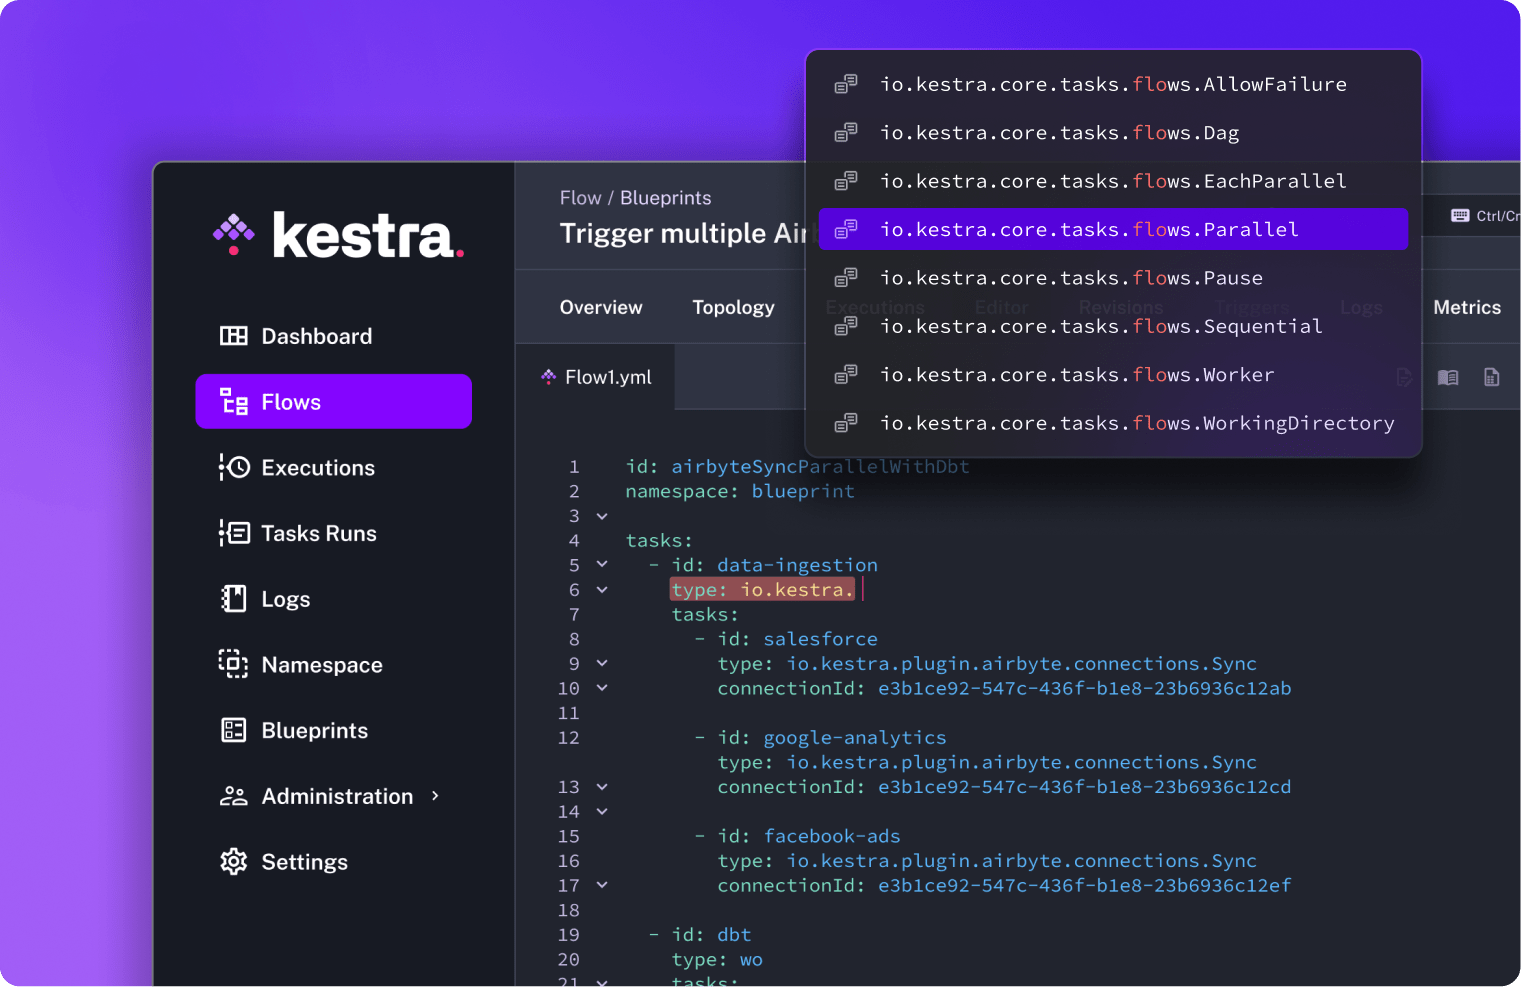 io.kestra.core.tasks.flows.AllowFailure
io.kestra.core.tasks.flows.Dag
io.kestra.core.tasks.flows.EachParallel
io.kestra.core.tasks.flows.Parallel
io.kestra.core.tasks.flows.Pause
io.kestra.core.tasks.flows.Sequential
io.kestra.core.tasks.flows.Worker
io.kestra.core.tasks.flows.WorkingDirectory
kestra.
Dashboard
Flows
Executions
Tasks Runs
Logs
Namespace
Blueprints
Administration
Settings
Flow / Blueprints
Trigger multiple Airb
Ctrl/Cr
Overview Topology Executions Editor Revisions Triggers Logs Metrics
Flow1.yml
1 id: airbyteSyncParallelWithDbt
2 namespace: blueprint
3
4 tasks:
5 - id: data-ingestion
6 type: io.kestra.
7 tasks:
8 - id: salesforce
9 type: io.kestra.plugin.airbyte.connections.Sync
10 connectionId: e3b1ce92-547c-436f-b1e8-23b6936c12ab
11
12 - id: google-analytics
type: io.kestra.plugin.airbyte.connections.Sync
13 connectionId: e3b1ce92-547c-436f-b1e8-23b6936c12cd
14
15 - id: facebook-ads
16 type: io.kestra.plugin.airbyte.connections.Sync
17 connectionId: e3b1ce92-547c-436f-b1e8-23b6936c12ef
18
19 - id: dbt
20 type: wo
21 tasks: